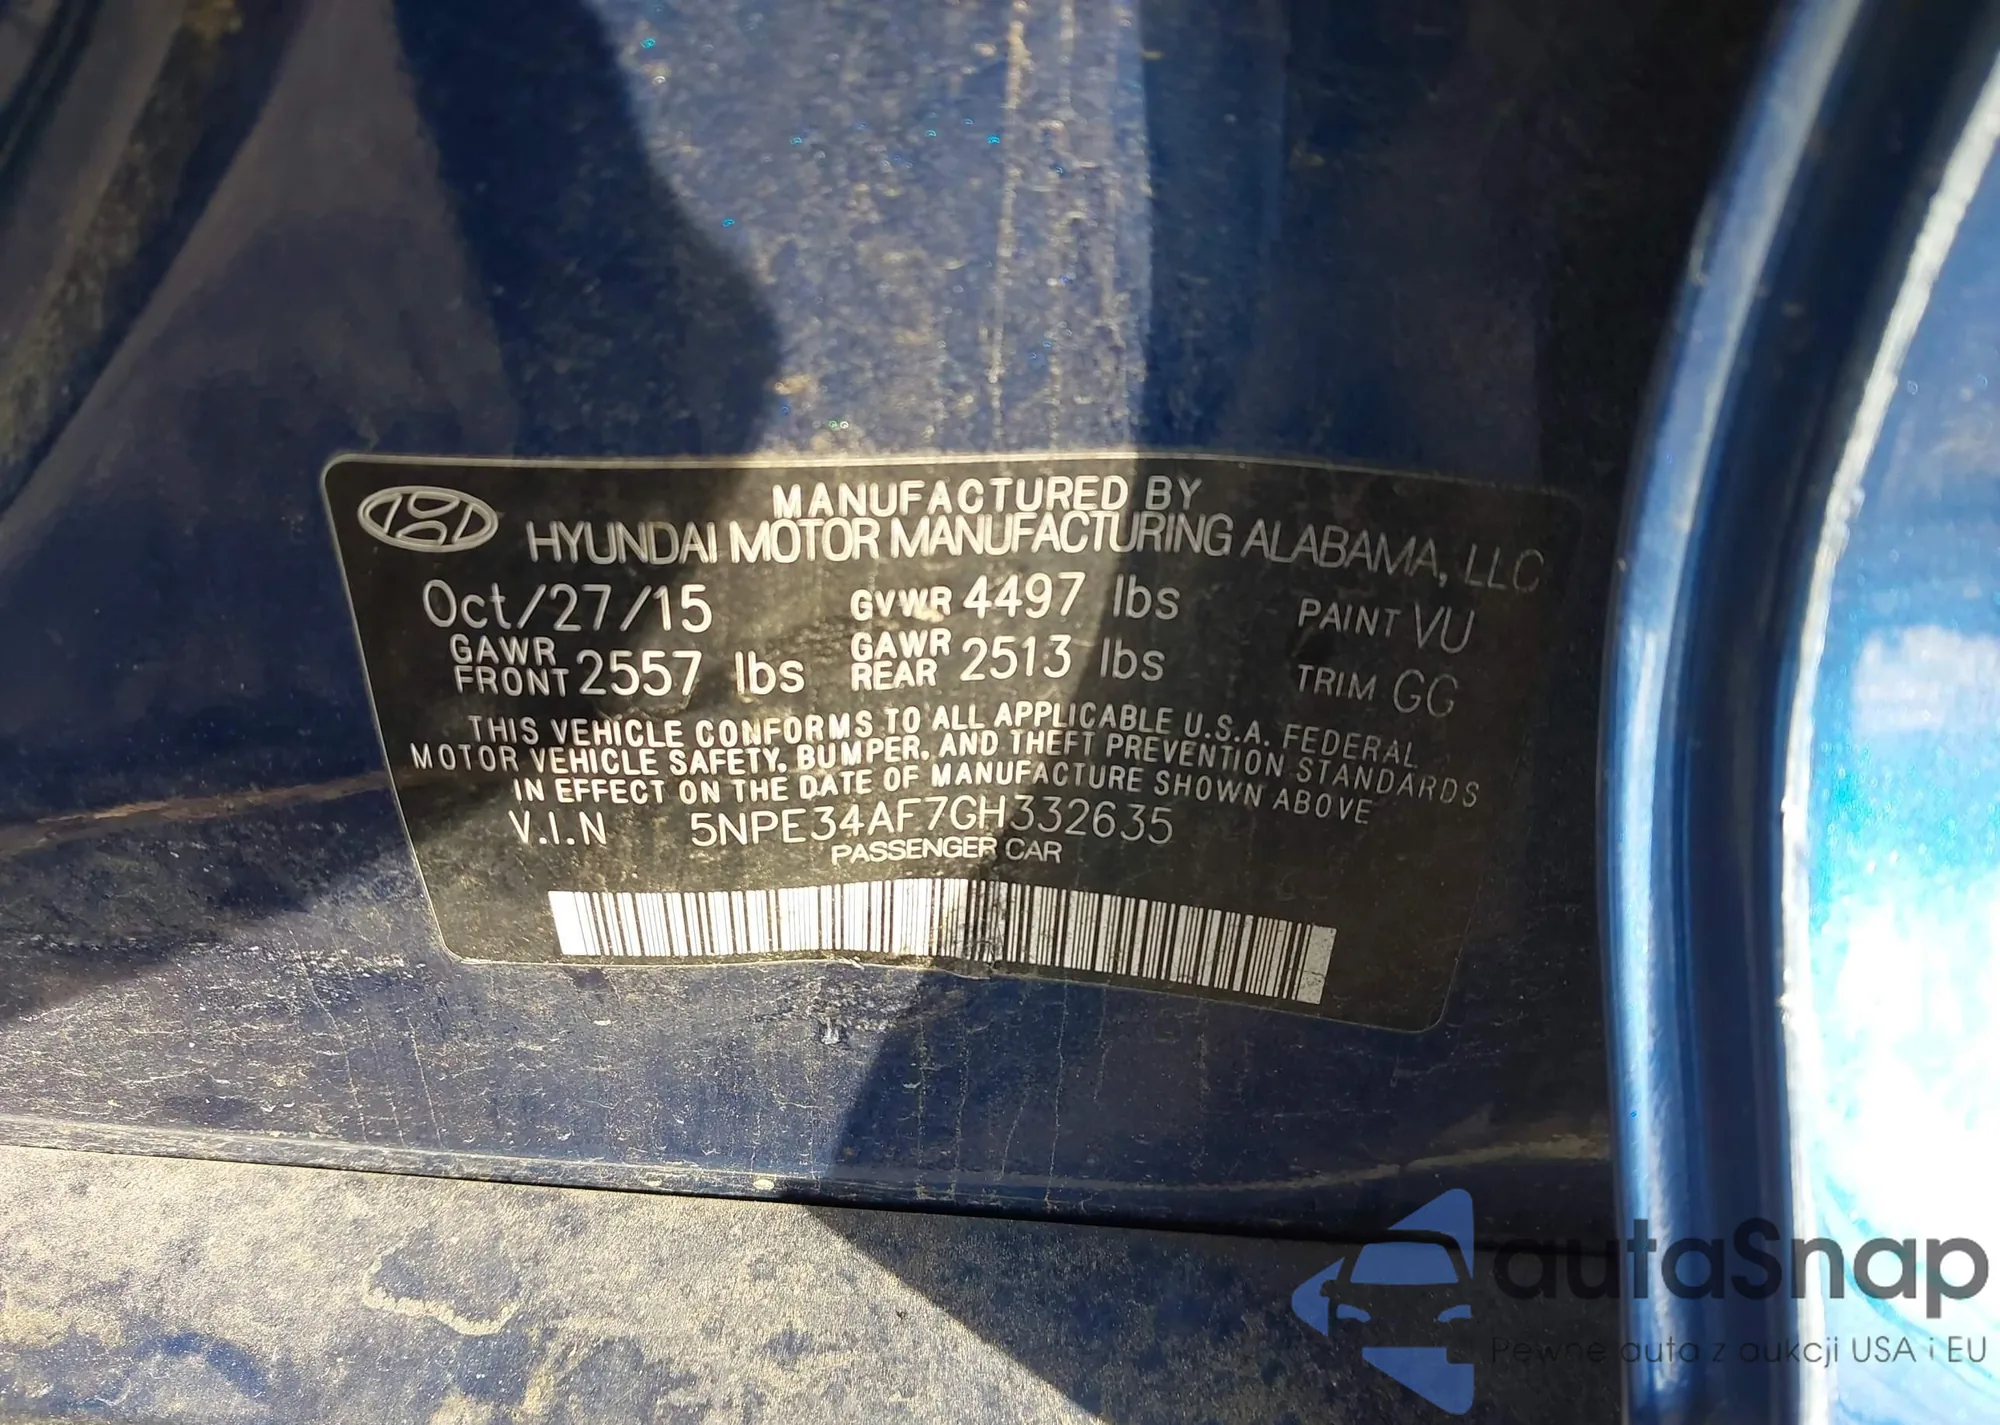 MANUFACTURED BY
HYUNDAI MOTOR MANUFACTURING ALABAMA, LLC
Oct/27/15 GVWR 4497 lbs PAINT VU
GAWR FRONT 2557 lbs GAWR REAR 2513 lbs TRIM GG
THIS VEHICLE CONFORMS TO ALL APPLICABLE U.S.A. FEDERAL
MOTOR VEHICLE SAFETY, BUMPER, AND THEFT PREVENTION STANDARDS
IN EFFECT ON THE DATE OF MANUFACTURE SHOWN ABOVE
V.I.N 5NPE34AF7GH332635
PASSENGER CAR
autaSnap
Pewne auta z aukcji USA i EU